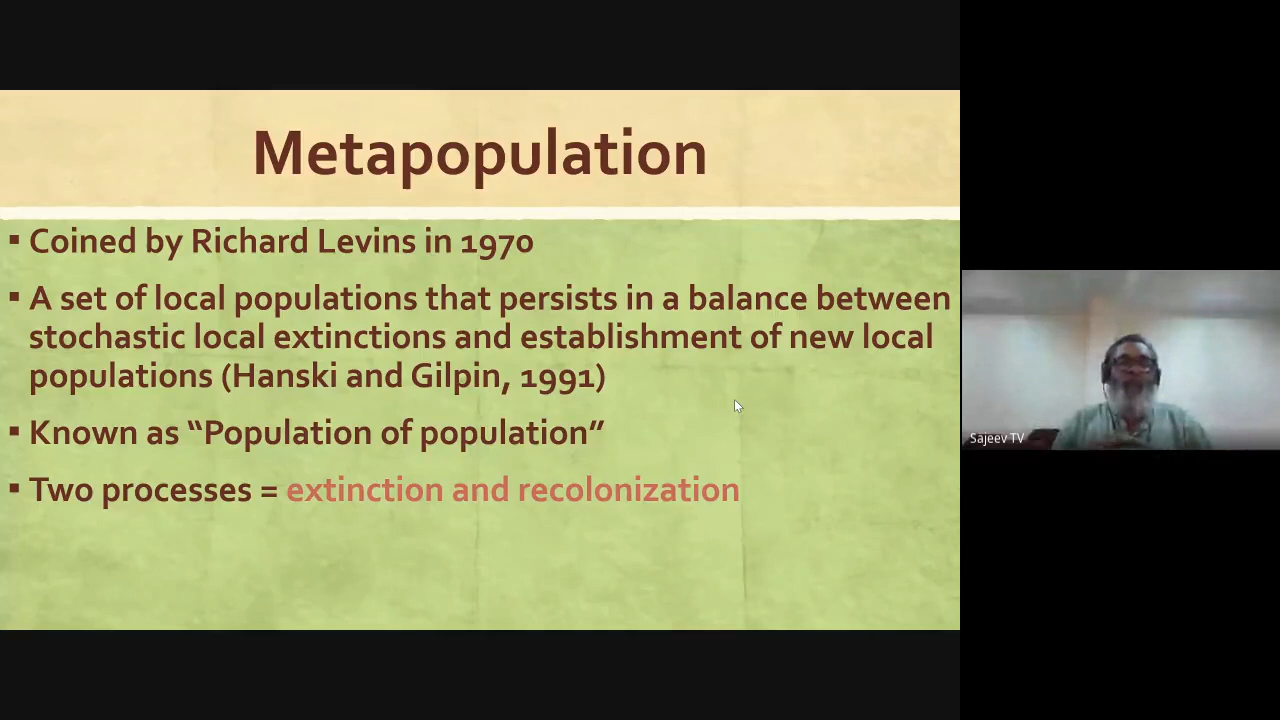 Metapopulation
▪ Coined by Richard Levins in 1970
▪ A set of local populations that persists in a balance between
stochastic local extinctions and establishment of new local
populations (Hanski and Gilpin, 1991)
▪ Known as “Population of population”
▪ Two processes = extinction and recolonization
Sajeev TV